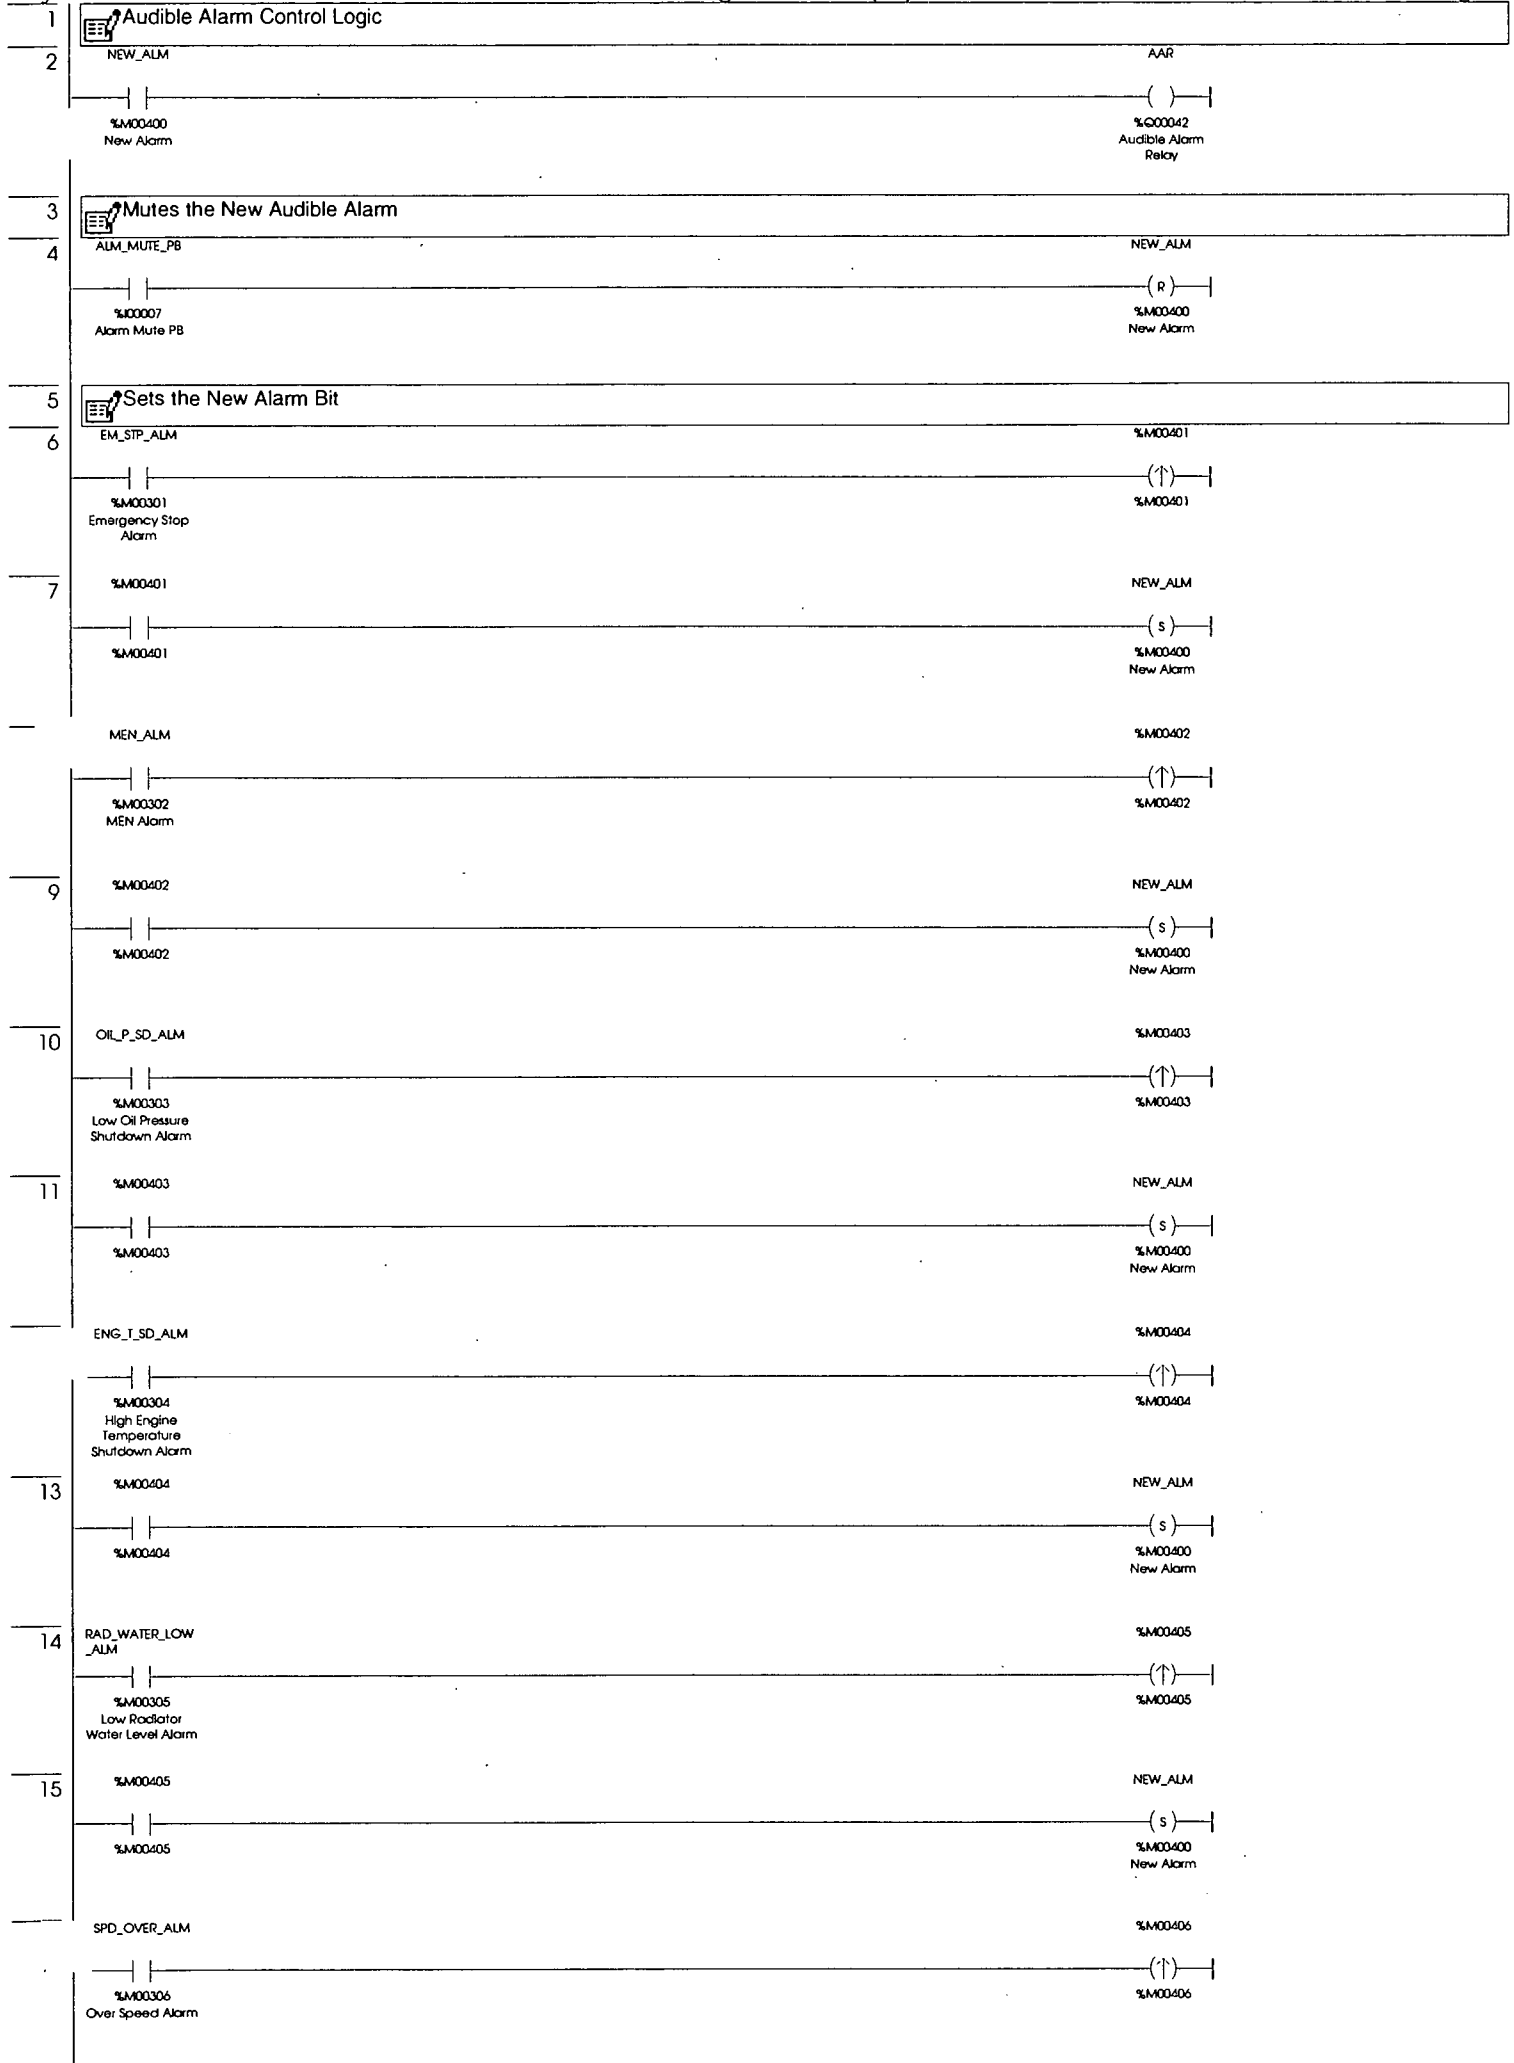 1
Audible Alarm Control Logic
2
NEW_ALM
AAR
%M00400
New Alarm
%Q00042
Audible Alarm
Relay
3
Mutes the New Audible Alarm
4
ALM_MUTE_PB
NEW_ALM
R
%I00007
Alarm Mute PB
%M00400
New Alarm
5
Sets the New Alarm Bit
6
EM_STP_ALM
%M00401
%M00301
Emergency Stop
Alarm
%M00401
7
%M00401
NEW_ALM
S
%M00401
%M00400
New Alarm
MEN_ALM
%M00402
%M00302
MEN Alarm
%M00402
9
%M00402
NEW_ALM
S
%M00402
%M00400
New Alarm
10
OIL_P_SD_ALM
%M00403
%M00303
Low Oil Pressure
Shutdown Alarm
%M00403
11
%M00403
NEW_ALM
S
%M00403
%M00400
New Alarm
ENG_T_SD_ALM
%M00404
%M00304
High Engine
Temperature
Shutdown Alarm
%M00404
13
%M00404
NEW_ALM
S
%M00404
%M00400
New Alarm
14
RAD_WATER_LOW
_ALM
%M00405
%M00305
Low Radiator
Water Level Alarm
%M00405
15
%M00405
NEW_ALM
S
%M00405
%M00400
New Alarm
SPD_OVER_ALM
%M00406
%M00306
Over Speed Alarm
%M00406